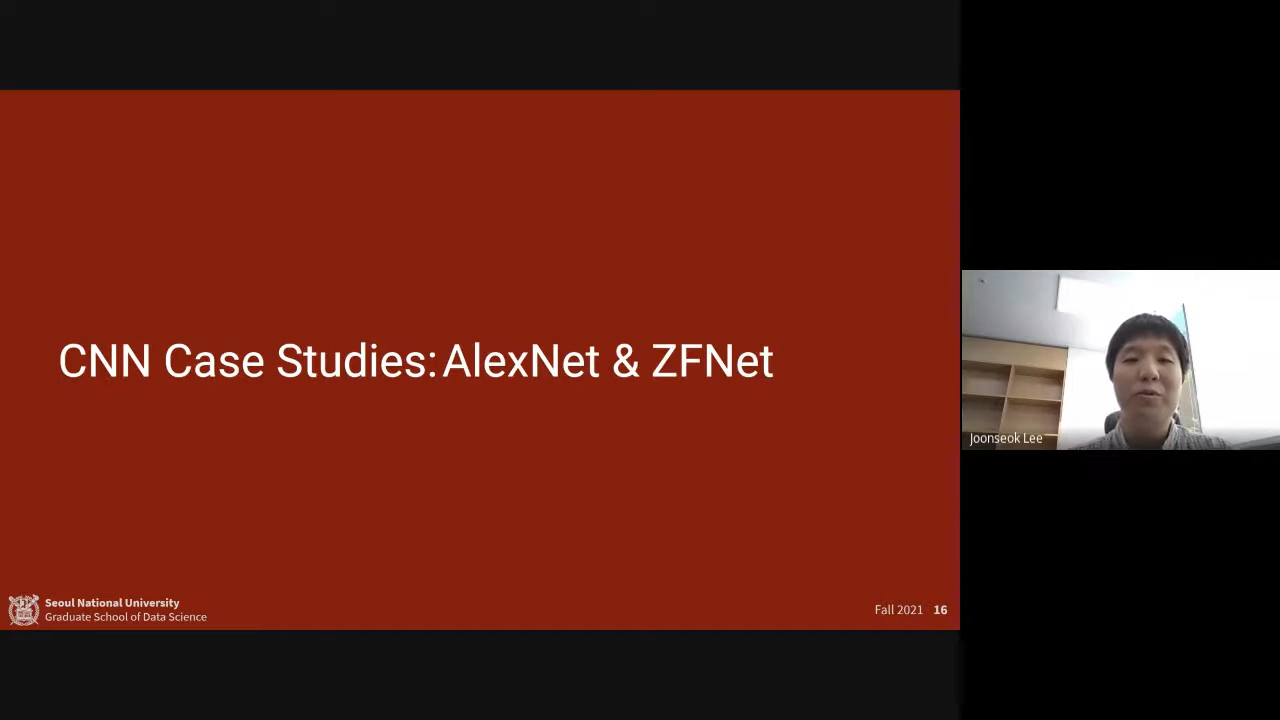 CNN Case Studies: AlexNet & ZFNet
Joonseok Lee
Seoul National University
Graduate School of Data Science
Fall 2021 16